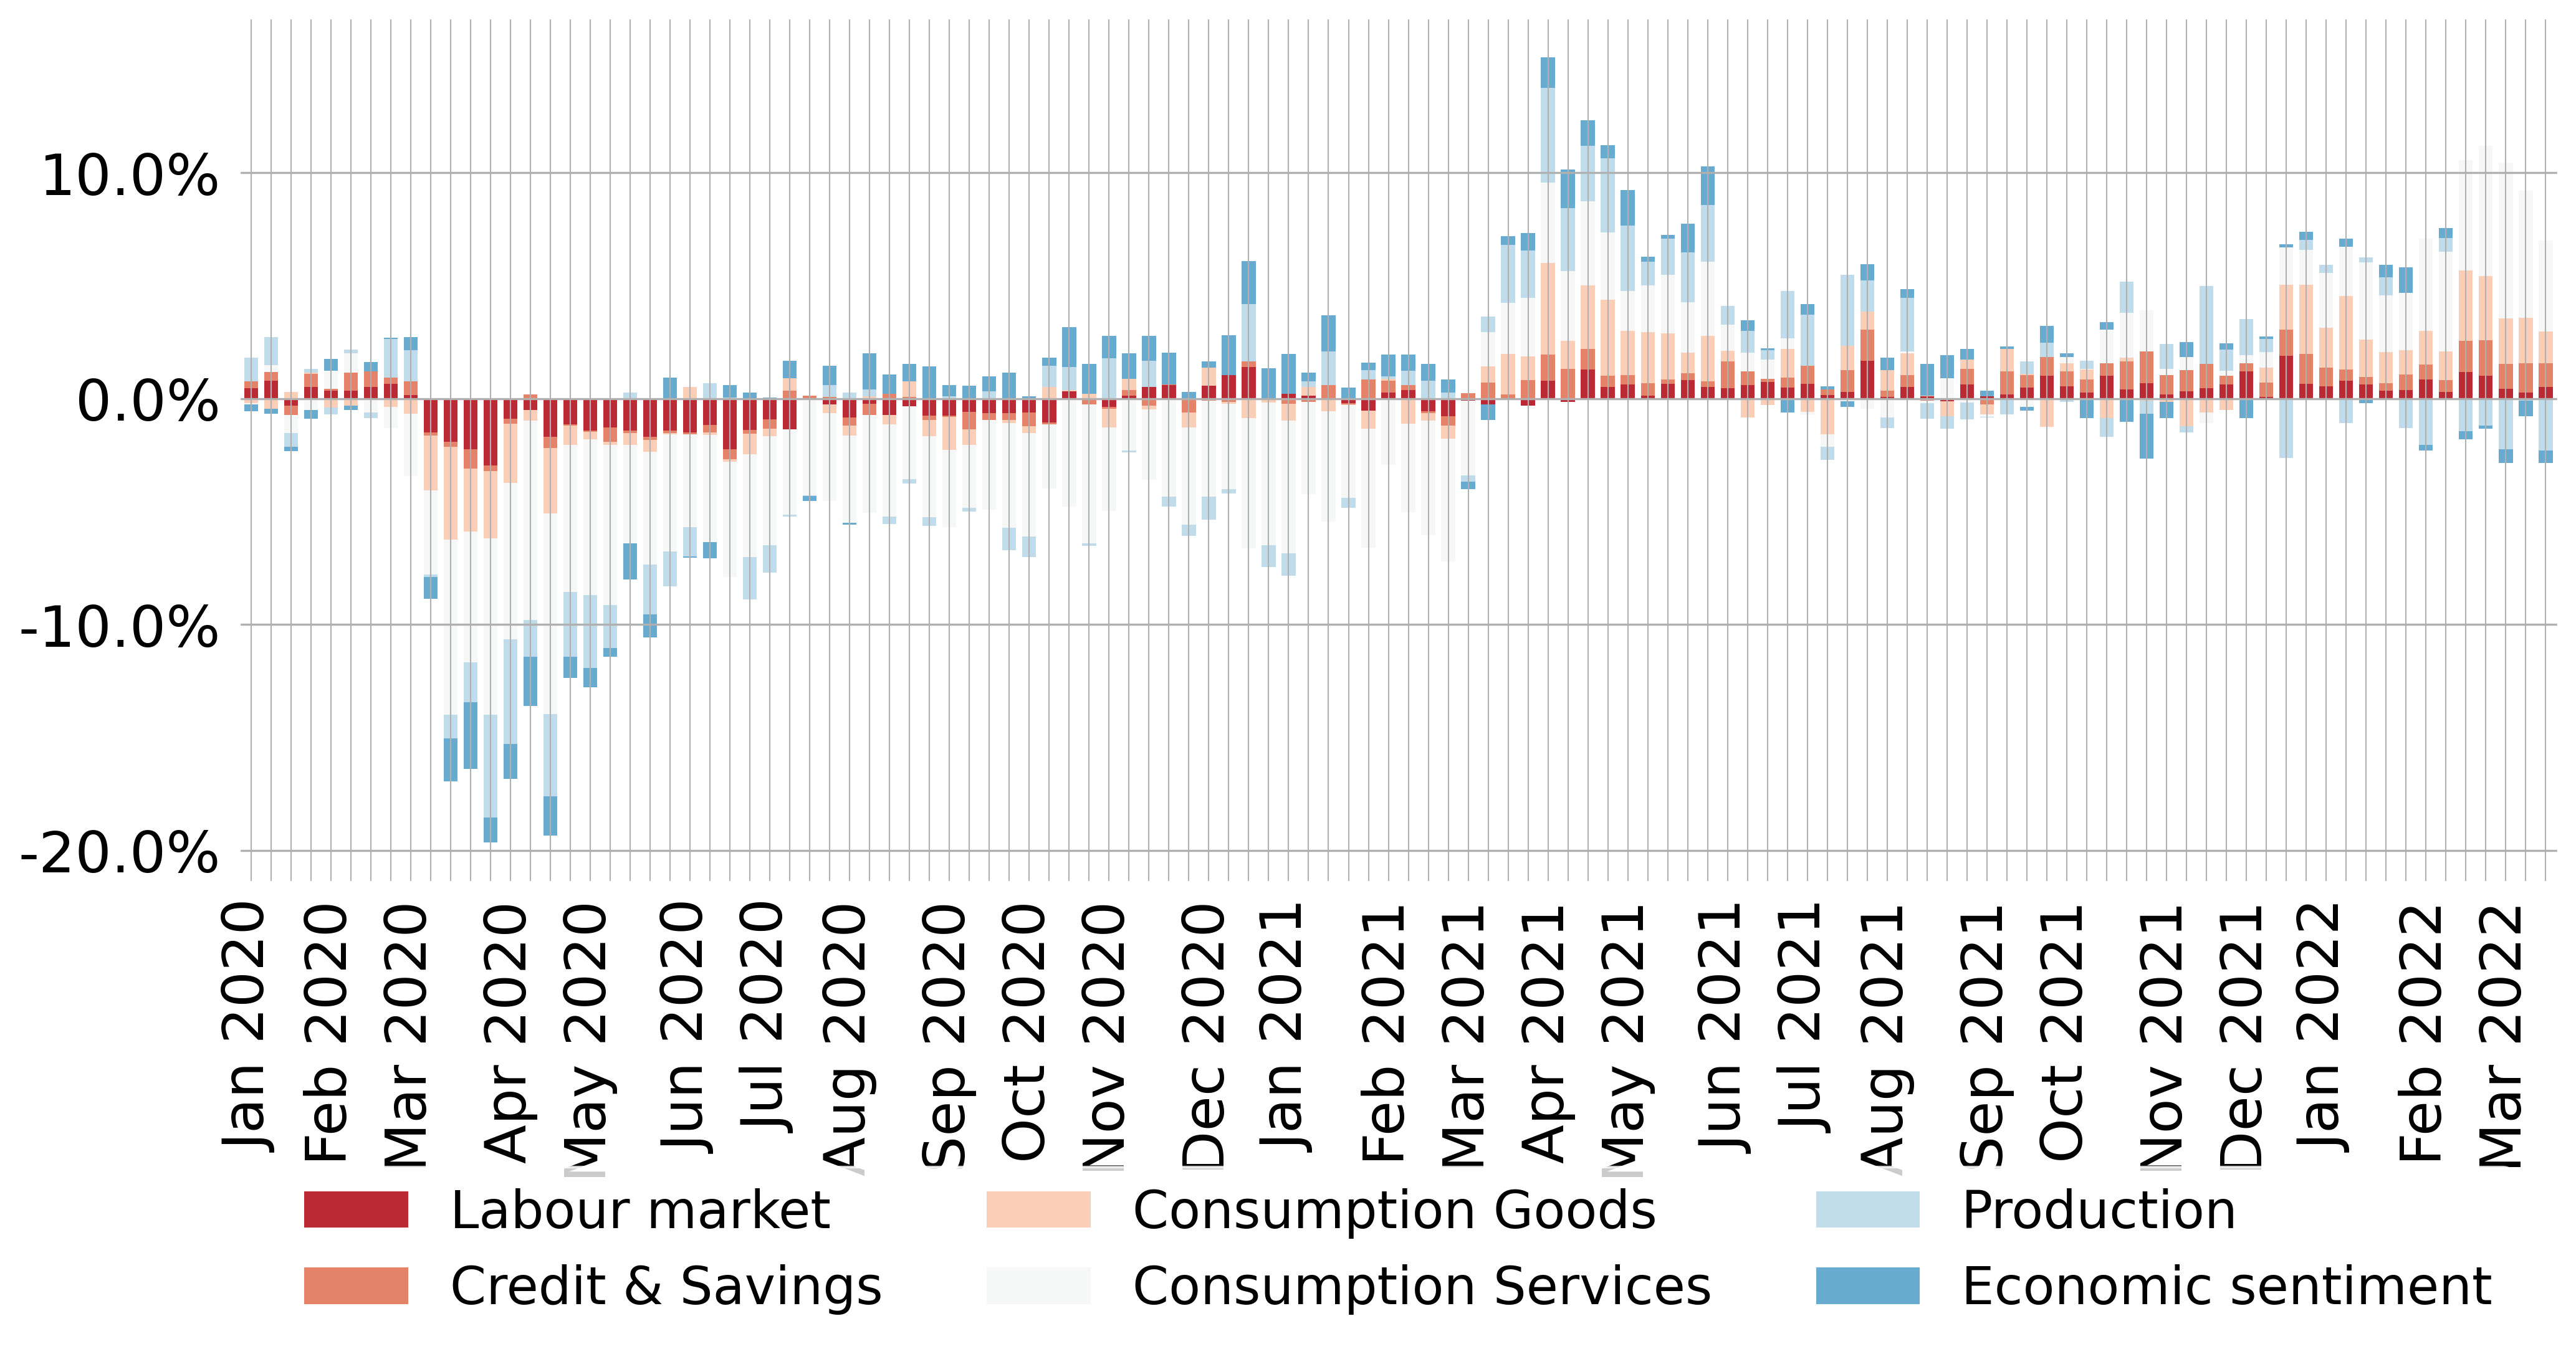 10.0%
0.0%
-10.0%
-20.0%
Jan 2020
Feb 2020
Mar 2020
Apr 2020
May 2020
Jun 2020
Jul 2020
Aug 2020
Sep 2020
Oct 2020
Nov 2020
Dec 2020
Jan 2021
Feb 2021
Mar 2021
Apr 2021
May 2021
Jun 2021
Jul 2021
Aug 2021
Sep 2021
Oct 2021
Nov 2021
Dec 2021
Jan 2022
Feb 2022
Mar 2022
Labour market
Credit & Savings
Consumption Goods
Consumption Services
Production
Economic sentiment